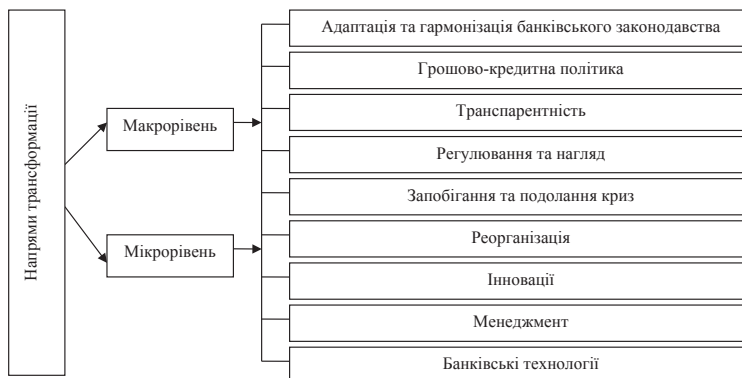 Напрями трансформації
Макрорівень
Мікрорівень
Адаптація та гармонізація банківського законодавства
Грошово-кредитна політика
Транспарентність
Регулювання та нагляд
Запобігання та подолання криз
Реорганізація
Інновації
Менеджмент
Банківські технології